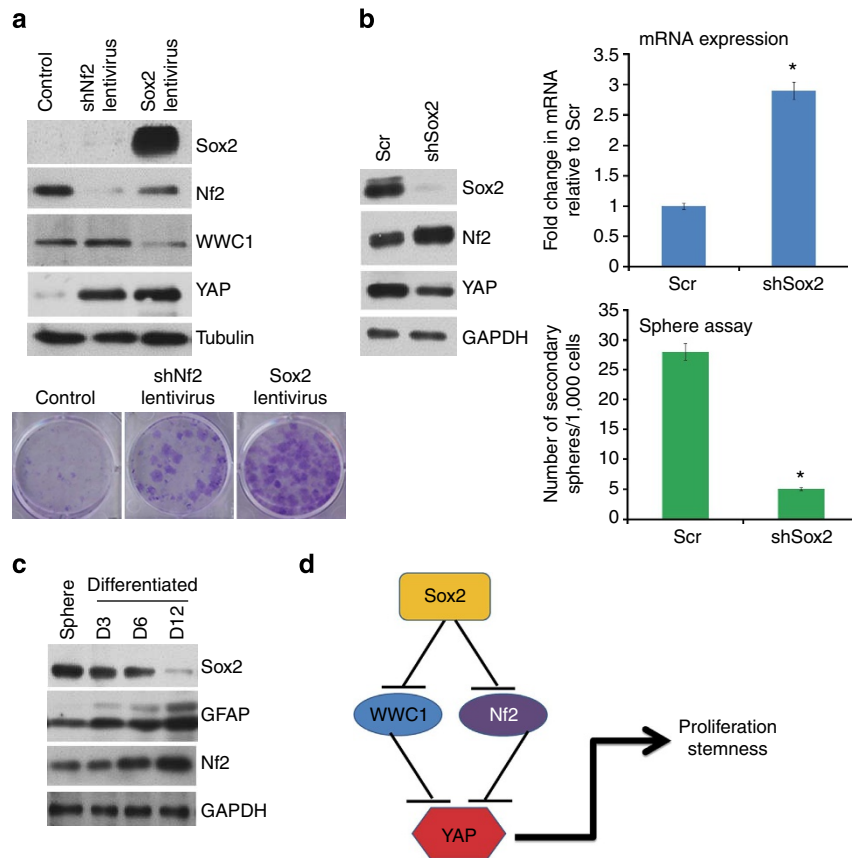 a
Control
shNf2
lentivirus
Sox2
lentivirus
Sox2
Nf2
WWC1
YAP
Tubulin
Control
shNf2
lentivirus
Sox2
lentivirus
b
Scr
shSox2
Sox2
Nf2
YAP
GAPDH
mRNA expression
Fold change in mRNA
relative to Scr
3.5
3
2.5
2
1.5
1
0.5
0
*
Scr
shSox2
Sphere assay
Number of secondary
spheres/1,000 cells
35
30
25
20
15
10
5
0
*
Scr
shSox2
c
Sphere
Differentiated
D3
D6
D12
Sox2
GFAP
Nf2
GAPDH
d
Sox2
WWC1
Nf2
YAP
Proliferation
stemness